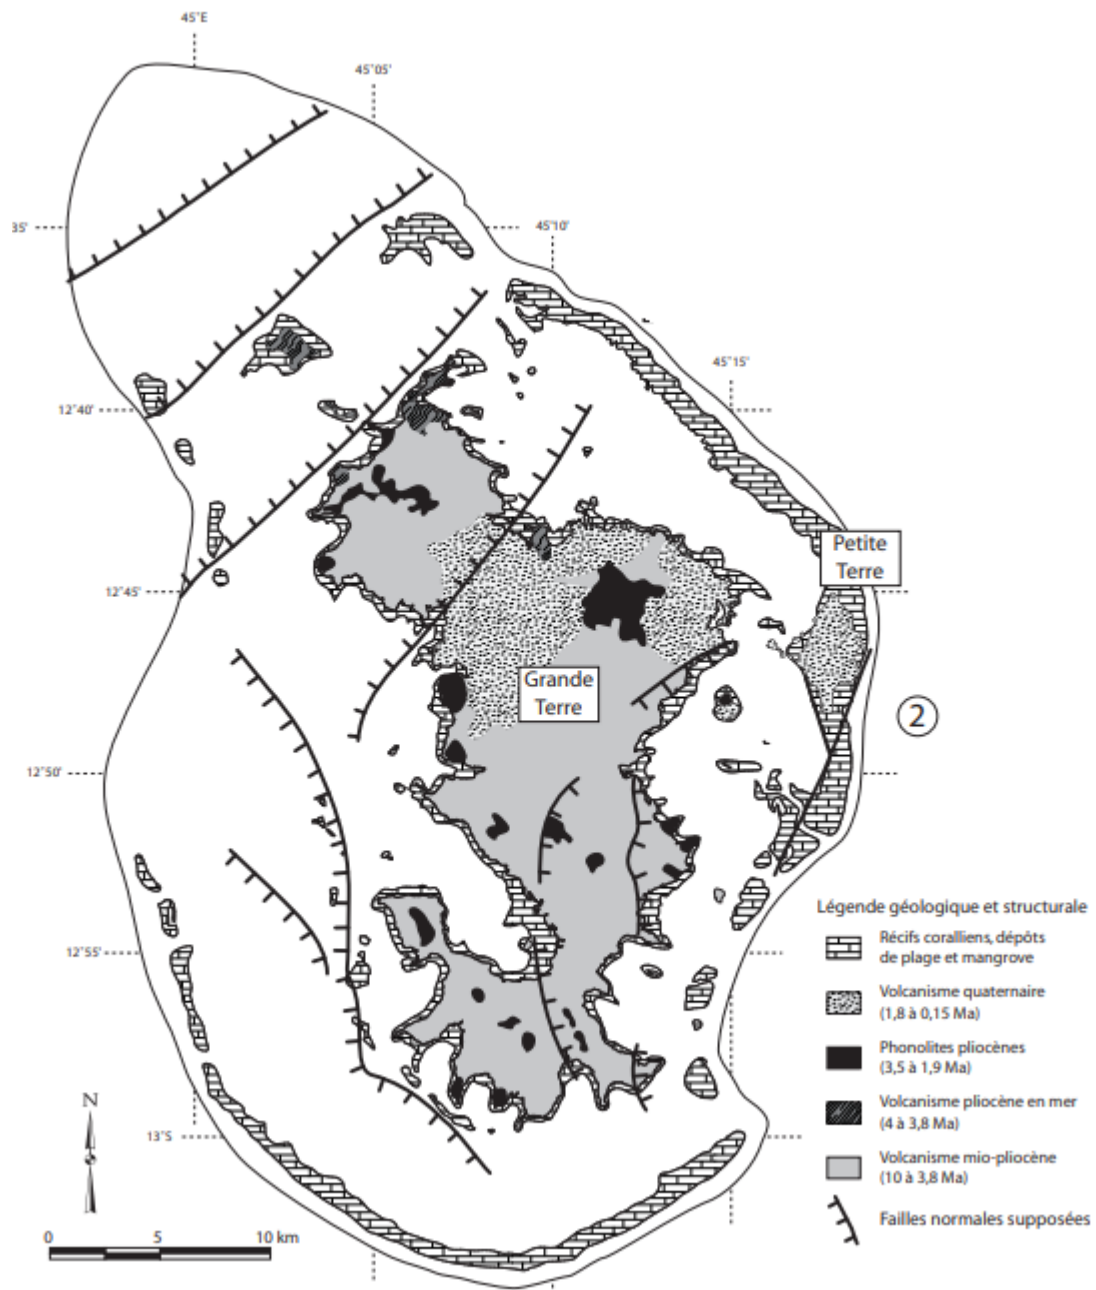 45°E
45°05'
35'
45°10'
45°15'
12°40'
Petite
Terre
12°45'
Grande
Terre
2
12°50'
Légende géologique et structurale
Récifs coralliens, dépôts
de plage et mangrove
12°55'
Volcanisme quaternaire
(1,8 à 0,15 Ma)
Phonolites pliocènes
(3,5 à 1,9 Ma)
N
Volcanisme pliocène en mer
(4 à 3,8 Ma)
13°S
Volcanisme mio-pliocène
(10 à 3,8 Ma)
Failles normales supposées
0 5 10 km